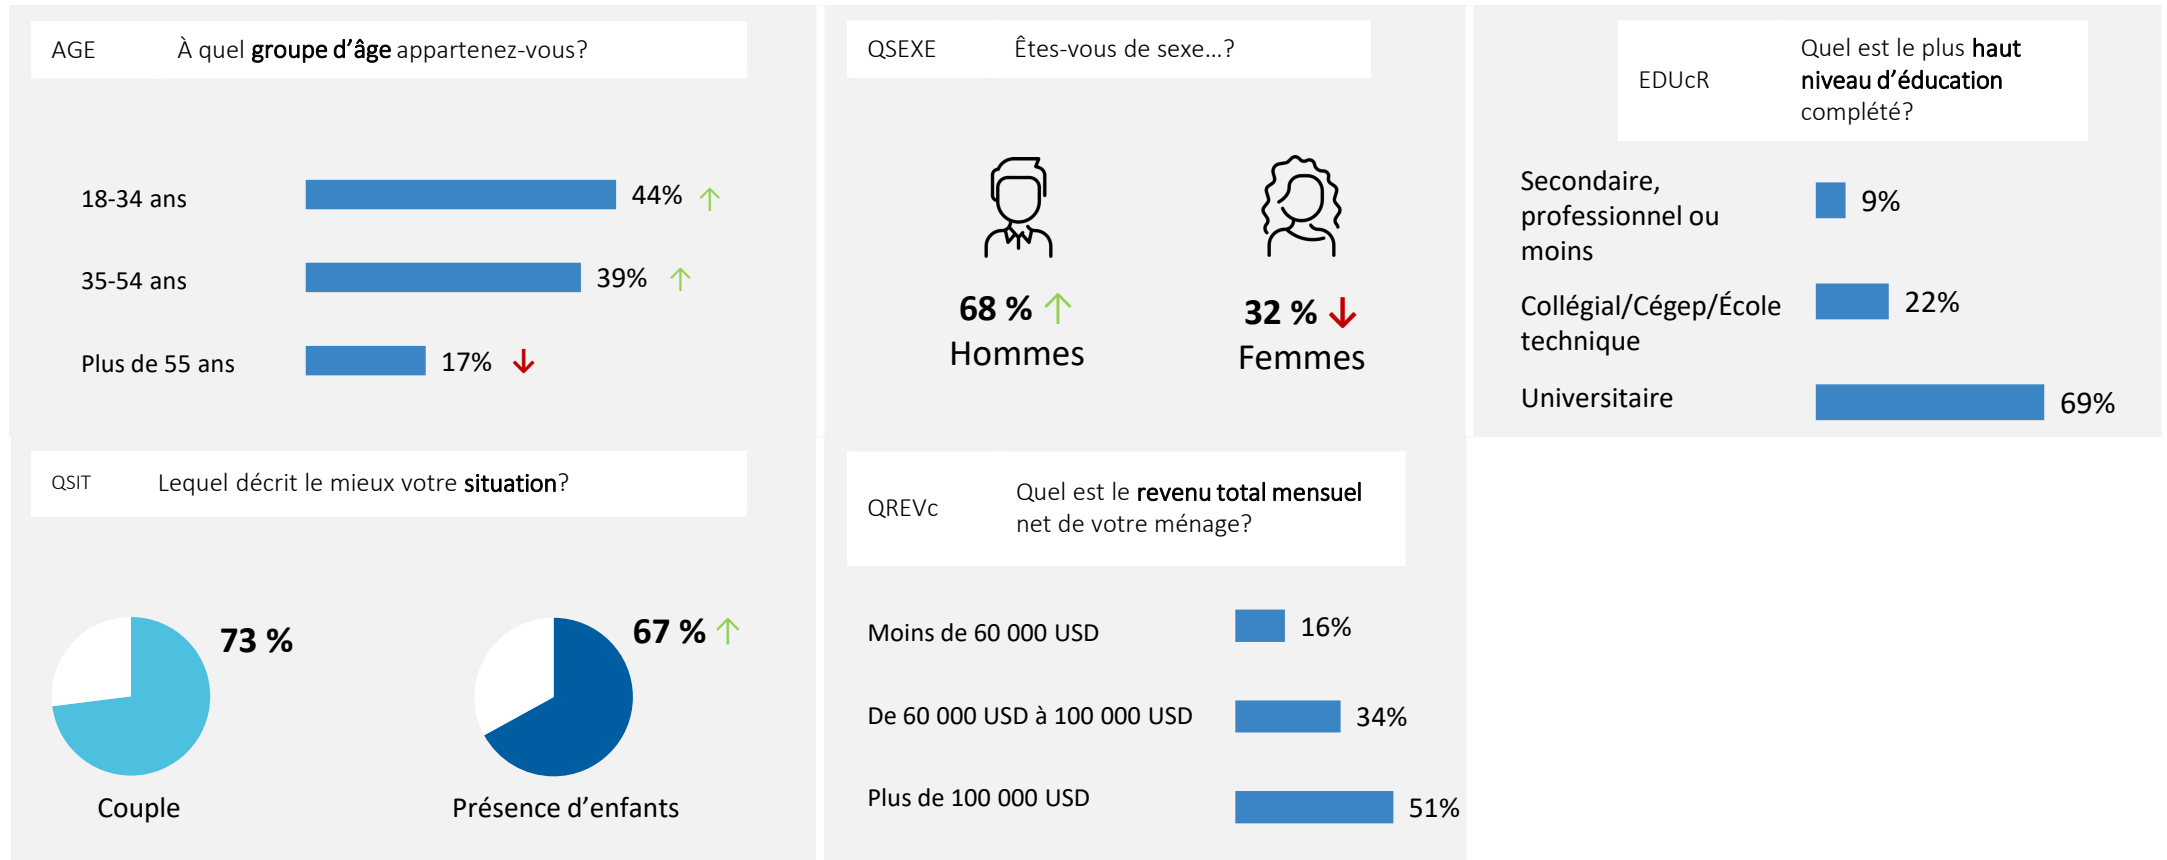 AGE À quel groupe d’âge appartenez-vous?
18-34 ans 44% ↑
35-54 ans 39% ↑
Plus de 55 ans 17% ↓
QSEXE Êtes-vous de sexe...?
68 % ↑
Hommes
32 % ↓
Femmes
EDUcR
Quel est le plus haut
niveau d’éducation
complété?
Secondaire,
professionnel ou
moins
9%
Collégial/Cégep/École
technique
22%
Universitaire 69%
QSIT Lequel décrit le mieux votre situation?
73 %
Couple
67 % ↑
Présence d’enfants
QREVc
Quel est le revenu total mensuel
net de votre ménage?
Moins de 60 000 USD 16%
De 60 000 USD à 100 000 USD 34%
Plus de 100 000 USD 51%